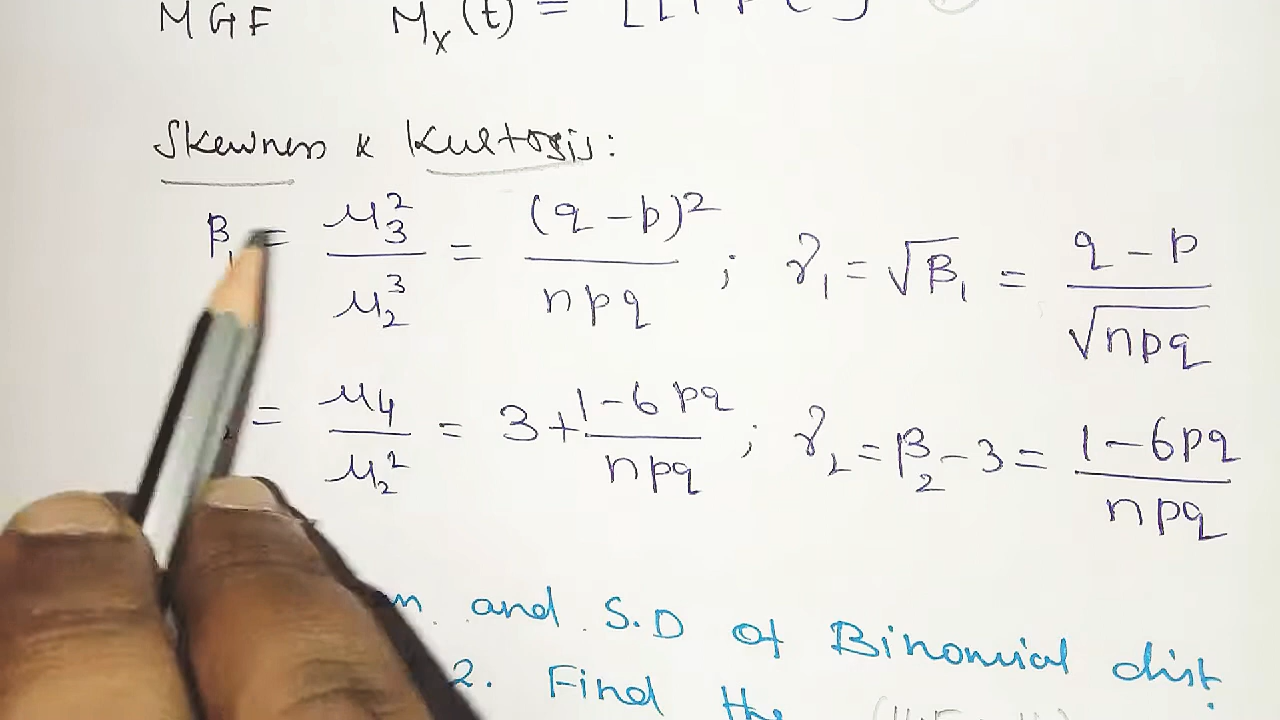 MGF M_X(t) =
Skewness & Kurtosis:
β₁ = μ₃²/μ₂³ = (q - p)²/npq ; γ₁ = √β₁ = (q - p)/√npq
= μ₄/μ₂² = 3 + (1 - 6pq)/npq ; γ₂ = β₂ - 3 = (1 - 6pq)/npq
and S.D of Binomial dist.
2. Find the